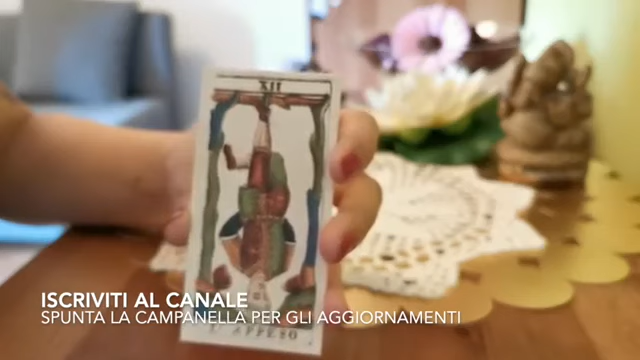 XII
ISCRIVITI AL CANALE
SPUNTA LA CAMPANELLA PER GLI AGGIORNAMENTI